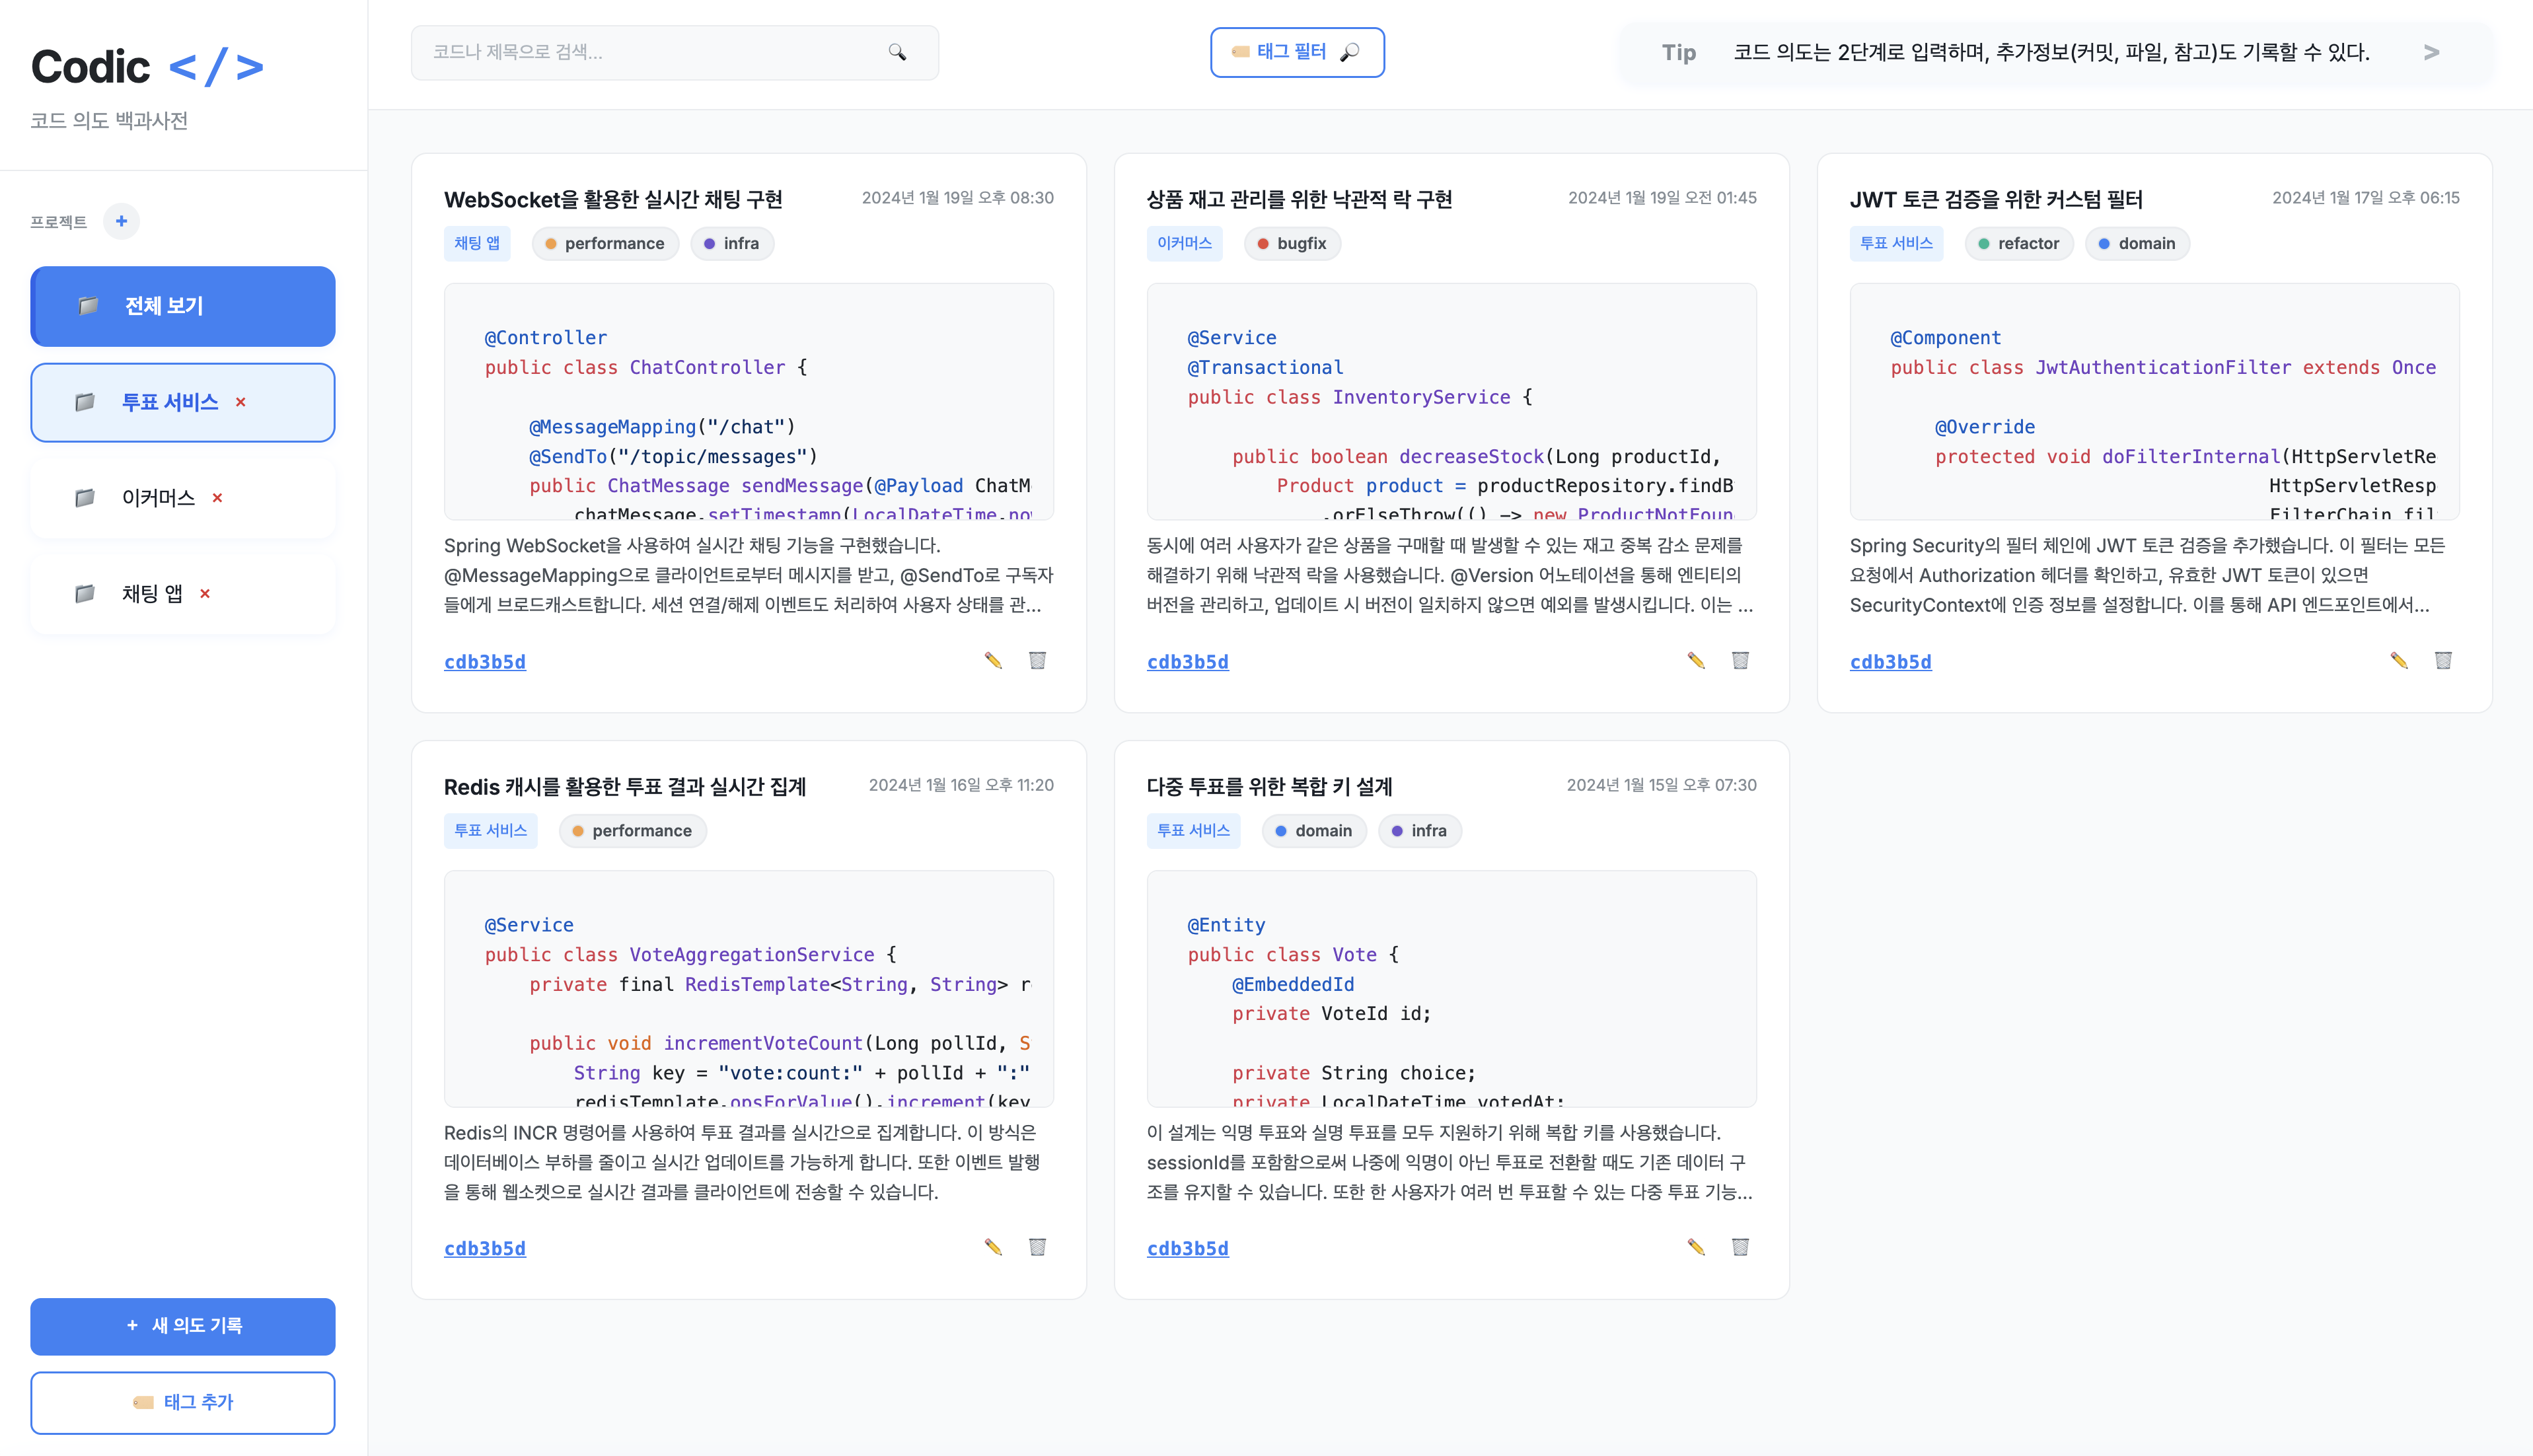 Codic </>
코드 의도 백과사전
프로젝트 +
전체 보기
투표 서비스 ×
이커머스 ×
채팅 앱 ×
+ 새 의도 기록
태그 추가
코드나 제목으로 검색...
태그 필터
Tip 코드 의도는 2단계로 입력하며, 추가정보(커밋, 파일, 참고)도 기록할 수 있다. >
WebSocket을 활용한 실시간 채팅 구현 2024년 1월 19일 오후 08:30
채팅 앱 performance infra
@Controller
public class ChatController {
@MessageMapping("/chat")
@SendTo("/topic/messages")
public ChatMessage sendMessage(@Payload ChatM
chatMessage.setTimestamp(LocalDateTime.now
Spring WebSocket을 사용하여 실시간 채팅 기능을 구현했습니다.
@MessageMapping으로 클라이언트로부터 메시지를 받고, @SendTo로 구독자
들에게 브로드캐스트합니다. 세션 연결/해제 이벤트도 처리하여 사용자 상태를 관...
cdb3b5d
상품 재고 관리를 위한 낙관적 락 구현 2024년 1월 19일 오전 01:45
이커머스 bugfix
@Service
@Transactional
public class InventoryService {
public boolean decreaseStock(Long productId,
Product product = productRepository.findB
.orElseThrow(() -> new ProductNotFoun
동시에 여러 사용자가 같은 상품을 구매할 때 발생할 수 있는 재고 중복 감소 문제를
해결하기 위해 낙관적 락을 사용했습니다. @Version 어노테이션을 통해 엔티티의
버전을 관리하고, 업데이트 시 버전이 일치하지 않으면 예외를 발생시킵니다. 이는 ...
cdb3b5d
JWT 토큰 검증을 위한 커스텀 필터 2024년 1월 17일 오후 06:15
투표 서비스 refactor domain
@Component
public class JwtAuthenticationFilter extends Once
@Override
protected void doFilterInternal(HttpServletRe
HttpServletResp
FilterChain fil
Spring Security의 필터 체인에 JWT 토큰 검증을 추가했습니다. 이 필터는 모든
요청에서 Authorization 헤더를 확인하고, 유효한 JWT 토큰이 있으면
SecurityContext에 인증 정보를 설정합니다. 이를 통해 API 엔드포인트에서...
cdb3b5d
Redis 캐시를 활용한 투표 결과 실시간 집계 2024년 1월 16일 오후 11:20
투표 서비스 performance
@Service
public class VoteAggregationService {
private final RedisTemplate<String, String> r
public void incrementVoteCount(Long pollId, S
String key = "vote:count:" + pollId + ":"
redisTemplate.opsForValue().increment(key
Redis의 INCR 명령어를 사용하여 투표 결과를 실시간으로 집계합니다. 이 방식은
데이터베이스 부하를 줄이고 실시간 업데이트를 가능하게 합니다. 또한 이벤트 발행
을 통해 웹소켓으로 실시간 결과를 클라이언트에 전송할 수 있습니다.
cdb3b5d
다중 투표를 위한 복합 키 설계 2024년 1월 15일 오후 07:30
투표 서비스 domain infra
@Entity
public class Vote {
@EmbeddedId
private VoteId id;
private String choice;
private LocalDateTime votedAt;
이 설계는 익명 투표와 실명 투표를 모두 지원하기 위해 복합 키를 사용했습니다.
sessionId를 포함함으로써 나중에 익명이 아닌 투표로 전환할 때도 기존 데이터 구
조를 유지할 수 있습니다. 또한 한 사용자가 여러 번 투표할 수 있는 다중 투표 기능...
cdb3b5d